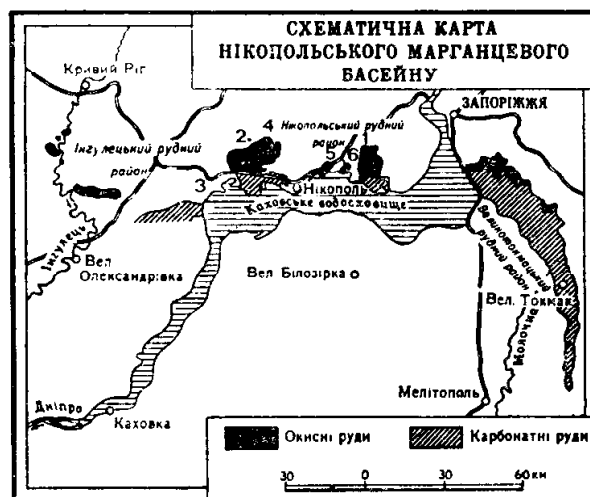 СХЕМАТИЧНА КАРТА
НІКОПОЛЬСЬКОГО МАРГАНЦЕВОГО
БАСЕЙНУ
Кривий Ріг
ЗАПОРІЖЖЯ
Інгулецький рудний
район
2.
4
Нікопольський рудний
район
5
6
1
3
Нікополь
Каховське водосховище
Інгулець
Вел.
Олександрівка
Вел. Білозірка
Великотокмацький
рудний район
Вел. Токмак
Молочна
Мелітополь
Дніпро
Каховка
Окисні руди
Карбонатні руди
30 0 30 60 км